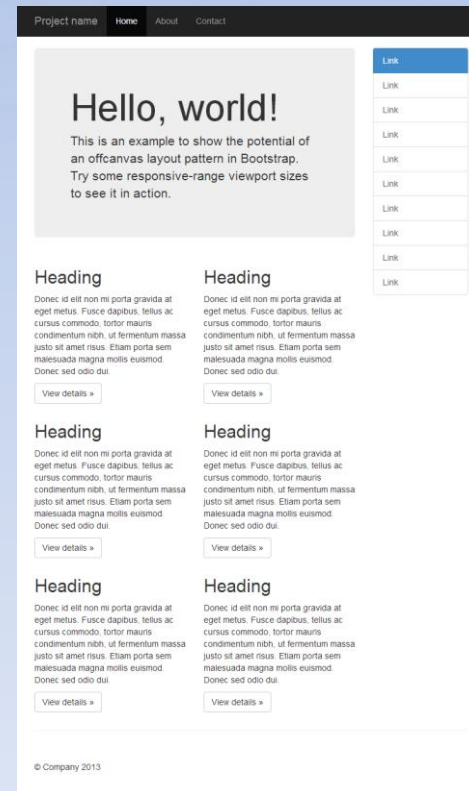 Project name Home About Contact
Hello, world!
This is an example to show the potential of
an offcanvas layout pattern in Bootstrap.
Try some responsive-range viewport sizes
to see it in action.
Link
Link
Link
Link
Link
Link
Link
Link
Link
Link
Heading
Donec id elit non mi porta gravida at
eget metus. Fusce dapibus, tellus ac
cursus commodo, tortor mauris
condimentum nibh, ut fermentum massa
justo sit amet risus. Etiam porta sem
malesuada magna mollis euismod.
Donec sed odio dui.
View details »
Heading
Donec id elit non mi porta gravida at
eget metus. Fusce dapibus, tellus ac
cursus commodo, tortor mauris
condimentum nibh, ut fermentum massa
justo sit amet risus. Etiam porta sem
malesuada magna mollis euismod.
Donec sed odio dui.
View details »
Heading
Donec id elit non mi porta gravida at
eget metus. Fusce dapibus, tellus ac
cursus commodo, tortor mauris
condimentum nibh, ut fermentum massa
justo sit amet risus. Etiam porta sem
malesuada magna mollis euismod.
Donec sed odio dui.
View details »
Heading
Donec id elit non mi porta gravida at
eget metus. Fusce dapibus, tellus ac
cursus commodo, tortor mauris
condimentum nibh, ut fermentum massa
justo sit amet risus. Etiam porta sem
malesuada magna mollis euismod.
Donec sed odio dui.
View details »
Heading
Donec id elit non mi porta gravida at
eget metus. Fusce dapibus, tellus ac
cursus commodo, tortor mauris
condimentum nibh, ut fermentum massa
justo sit amet risus. Etiam porta sem
malesuada magna mollis euismod.
Donec sed odio dui.
View details »
Heading
Donec id elit non mi porta gravida at
eget metus. Fusce dapibus, tellus ac
cursus commodo, tortor mauris
condimentum nibh, ut fermentum massa
justo sit amet risus. Etiam porta sem
malesuada magna mollis euismod.
Donec sed odio dui.
View details »
© Company 2013